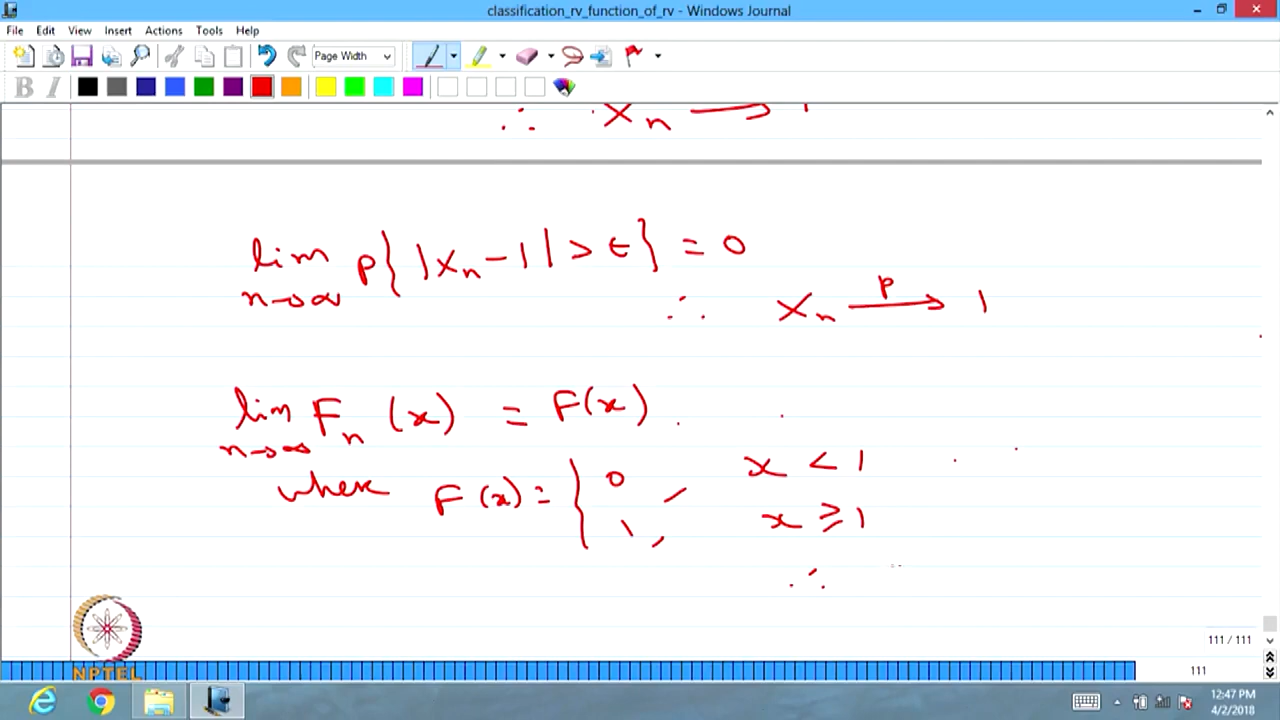 classification_rv_function_of_rv - Windows Journal
File Edit View Insert Actions Tools Help
Page Width
B I
∴ Xn →
lim n→∞ P{|Xn - 1| > ε} = 0
∴ Xn →p 1
lim n→∞ Fn (x) = F(x).
where F(x) = { 0, x < 1
1, x ≥ 1
∴
111 / 111
NPTEL
111
12:47 PM
4/2/2018